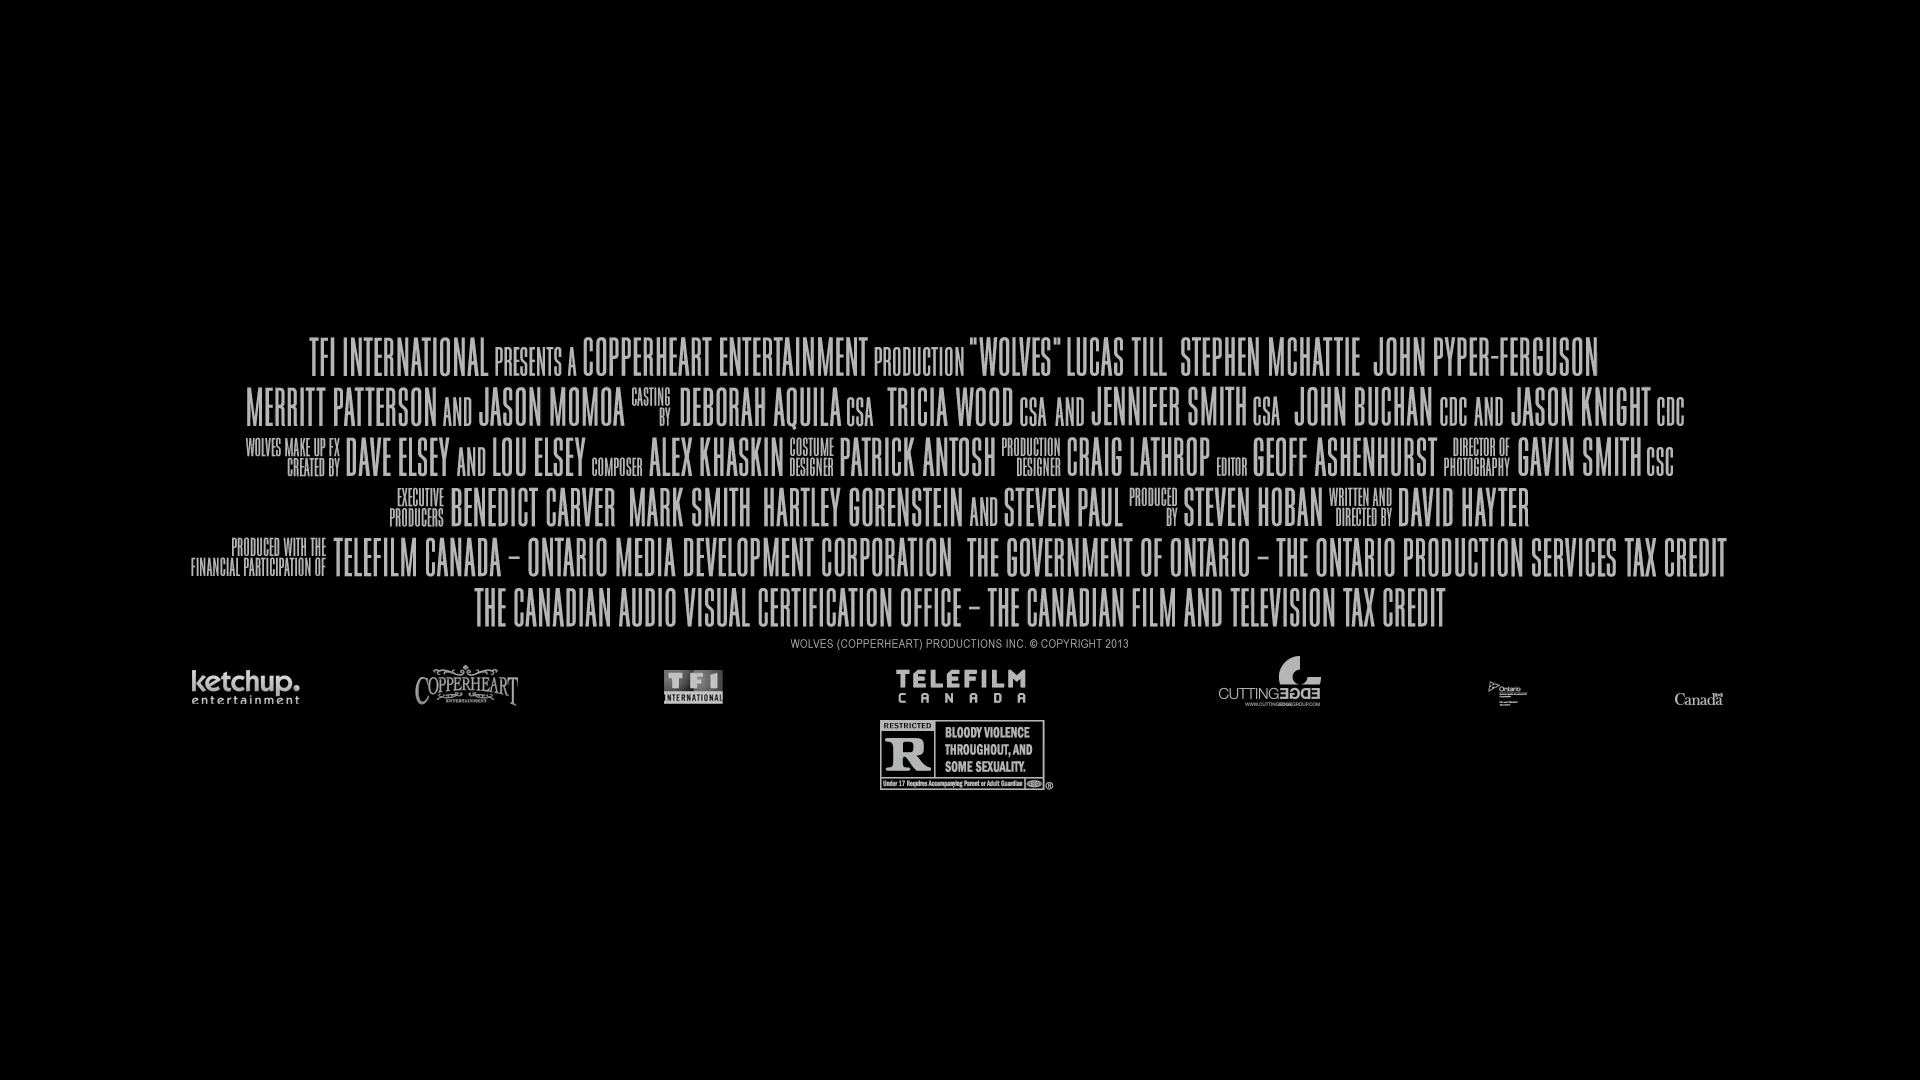 TF1 INTERNATIONAL PRESENTS A COPPERHEART ENTERTAINMENT PRODUCTION "WOLVES" LUCAS TILL STEPHEN MCHATTIE JOHN PYPER-FERGUSON
MERRITT PATTERSON AND JASON MOMOA CASTING BY DEBORAH AQUILA CSA TRICIA WOOD CSA AND JENNIFER SMITH CSA JOHN BUCHAN CDC AND JASON KNIGHT CDC
WOLVES MAKE UP FX CREATED BY DAVE ELSEY AND LOU ELSEY COMPOSER ALEX KHASKIN COSTUME DESIGNER PATRICK ANTOSH PRODUCTION DESIGNER CRAIG LATHROP EDITOR GEOFF ASHENHURST DIRECTOR OF PHOTOGRAPHY GAVIN SMITH CSC
EXECUTIVE PRODUCERS BENEDICT CARVER MARK SMITH HARTLEY GORENSTEIN AND STEVEN PAUL PRODUCED BY STEVEN HOBAN WRITTEN AND DIRECTED BY DAVID HAYTER
PRODUCED WITH THE FINANCIAL PARTICIPATION OF TELEFILM CANADA – ONTARIO MEDIA DEVELOPMENT CORPORATION THE GOVERNMENT OF ONTARIO – THE ONTARIO PRODUCTION SERVICES TAX CREDIT
THE CANADIAN AUDIO VISUAL CERTIFICATION OFFICE – THE CANADIAN FILM AND TELEVISION TAX CREDIT
WOLVES (COPPERHEART) PRODUCTIONS INC. © COPYRIGHT 2013
ketchup.
entertainment
COPPERHEART
ENTERTAINMENT
TF1
INTERNATIONAL
TELEFILM
CANADA
CUTTINGEDGE
WWW.CUTTINGEDGEGROUP.COM
Ontario
Canada
RESTRICTED
R
BLOODY VIOLENCE
THROUGHOUT, AND
SOME SEXUALITY.
Under 17 Requires Accompanying Parent or Adult Guardian ®